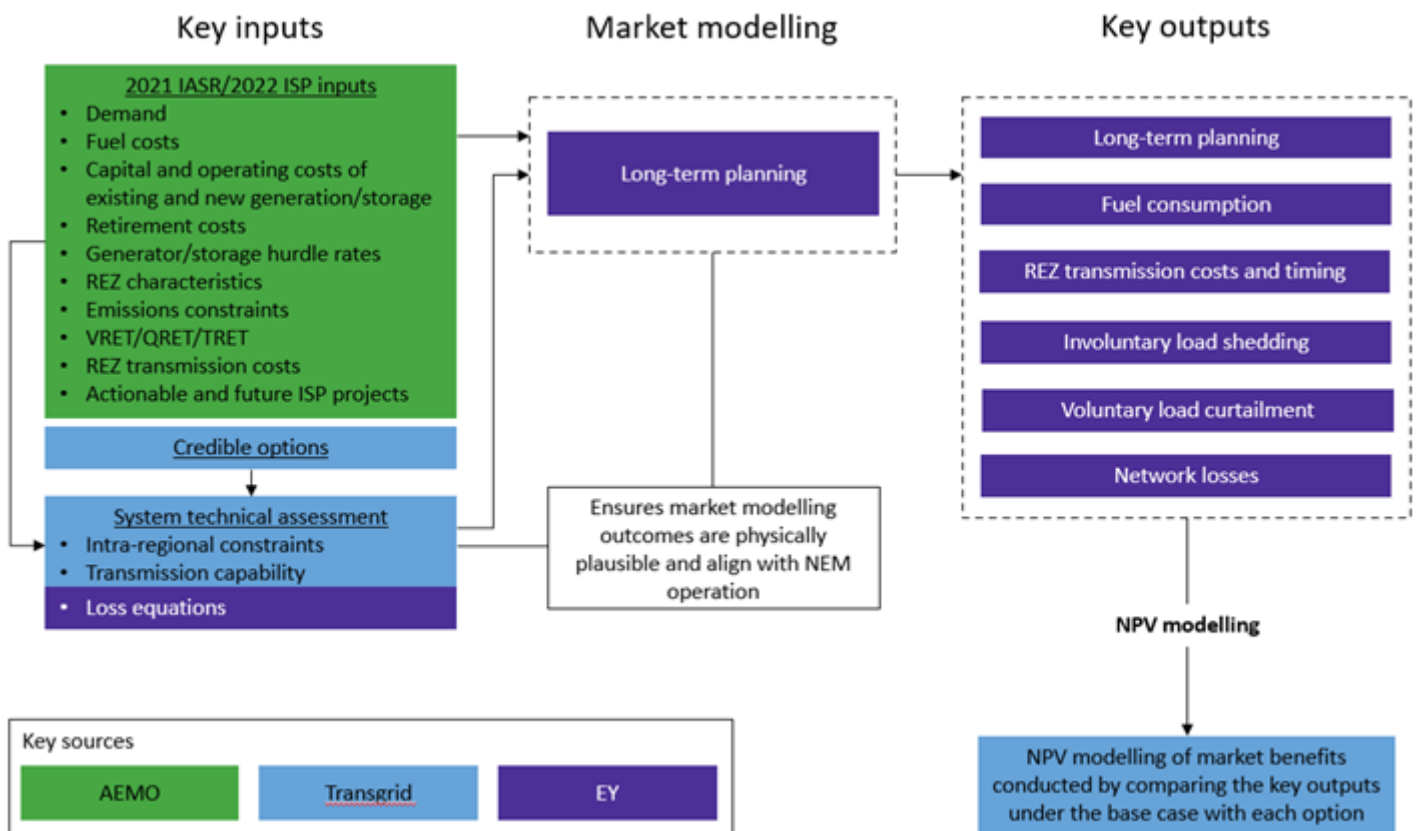 Key inputs
2021 IASR/2022 ISP inputs
• Demand
• Fuel costs
• Capital and operating costs of
existing and new generation/storage
• Retirement costs
• Generator/storage hurdle rates
• REZ characteristics
• Emissions constraints
• VRET/QRET/TRET
• REZ transmission costs
• Actionable and future ISP projects
Credible options
System technical assessment
• Intra-regional constraints
• Transmission capability
• Loss equations
Market modelling
Long-term planning
Ensures market modelling
outcomes are physically
plausible and align with NEM
operation
Key outputs
Long-term planning
Fuel consumption
REZ transmission costs and timing
Involuntary load shedding
Voluntary load curtailment
Network losses
NPV modelling
NPV modelling of market benefits
conducted by comparing the key outputs
under the base case with each option
Key sources
AEMO
Transgrid
EY